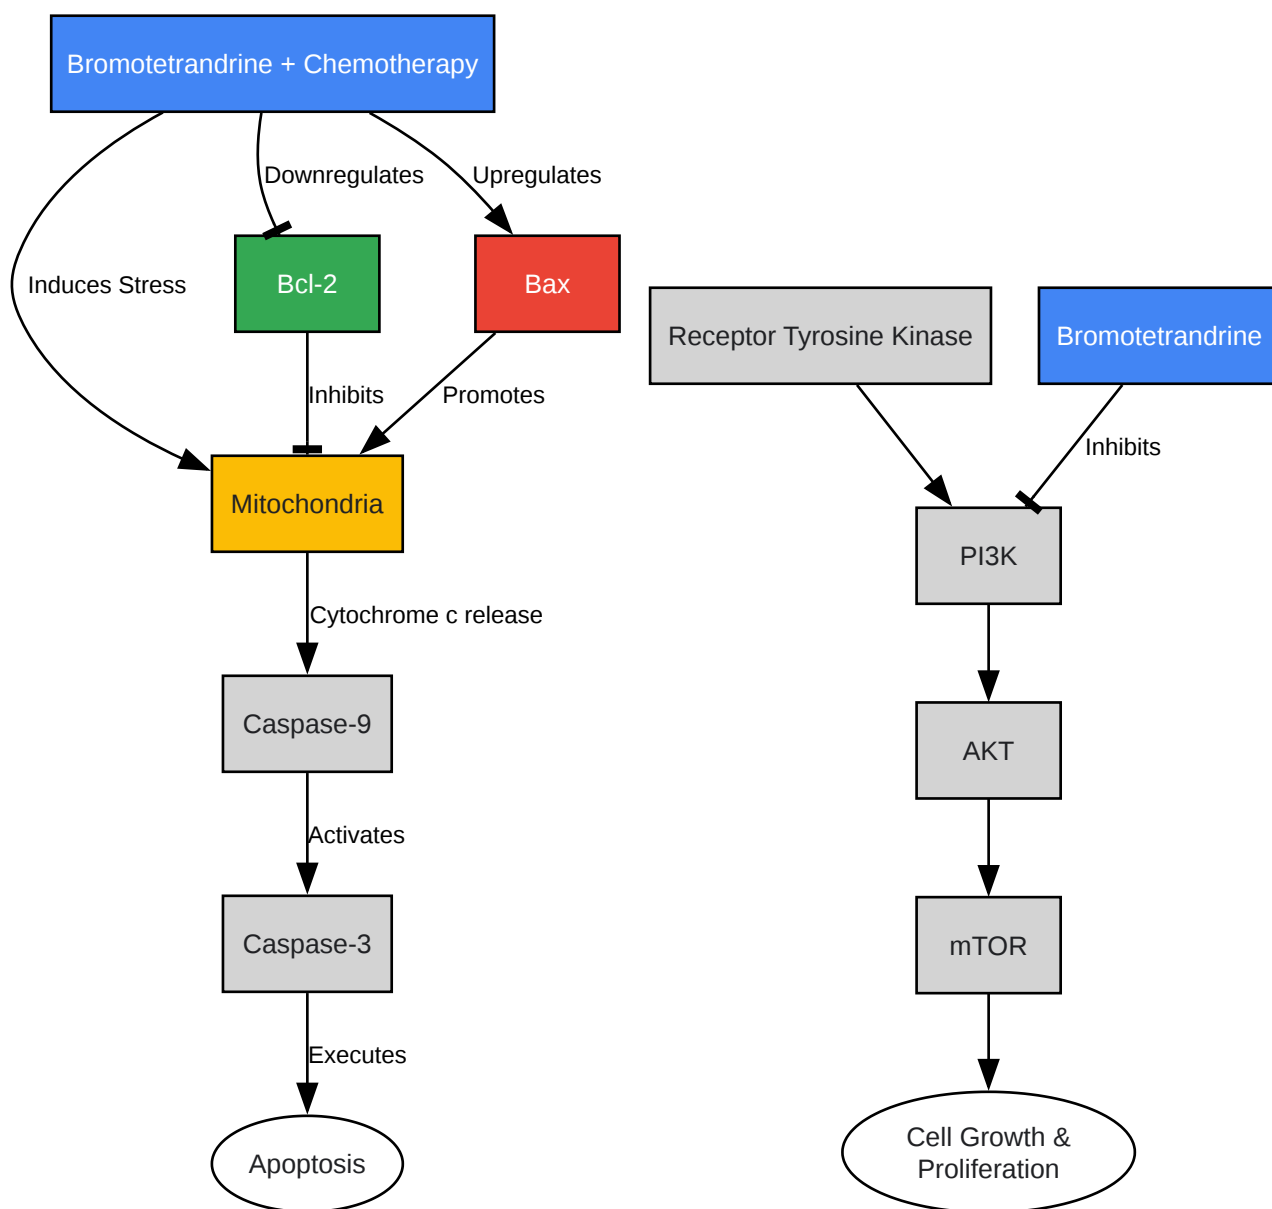 Bromotetrandrine + Chemotherapy
Downregulates
Upregulates
Induces Stress
Bcl-2
Bax
Inhibits
Promotes
Mitochondria
Cytochrome c release
Caspase-9
Activates
Caspase-3
Executes
Apoptosis
Receptor Tyrosine Kinase
Bromotetrandrine
Inhibits
PI3K
AKT
mTOR
Cell Growth &
Proliferation